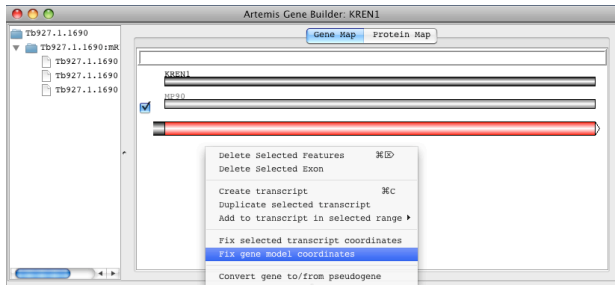 Artemis Gene Builder: KREN1
Tb927.1.1690
Tb927.1.1690:mR
Tb927.1.1690
Tb927.1.1690
Tb927.1.1690
Gene Map
Protein Map
KREN1
MP90
Delete Selected Features ⌘⌦
Delete Selected Exon
Create transcript ⌘C
Duplicate selected transcript
Add to transcript in selected range
Fix selected transcript coordinates
Fix gene model coordinates
Convert gene to/from pseudogene